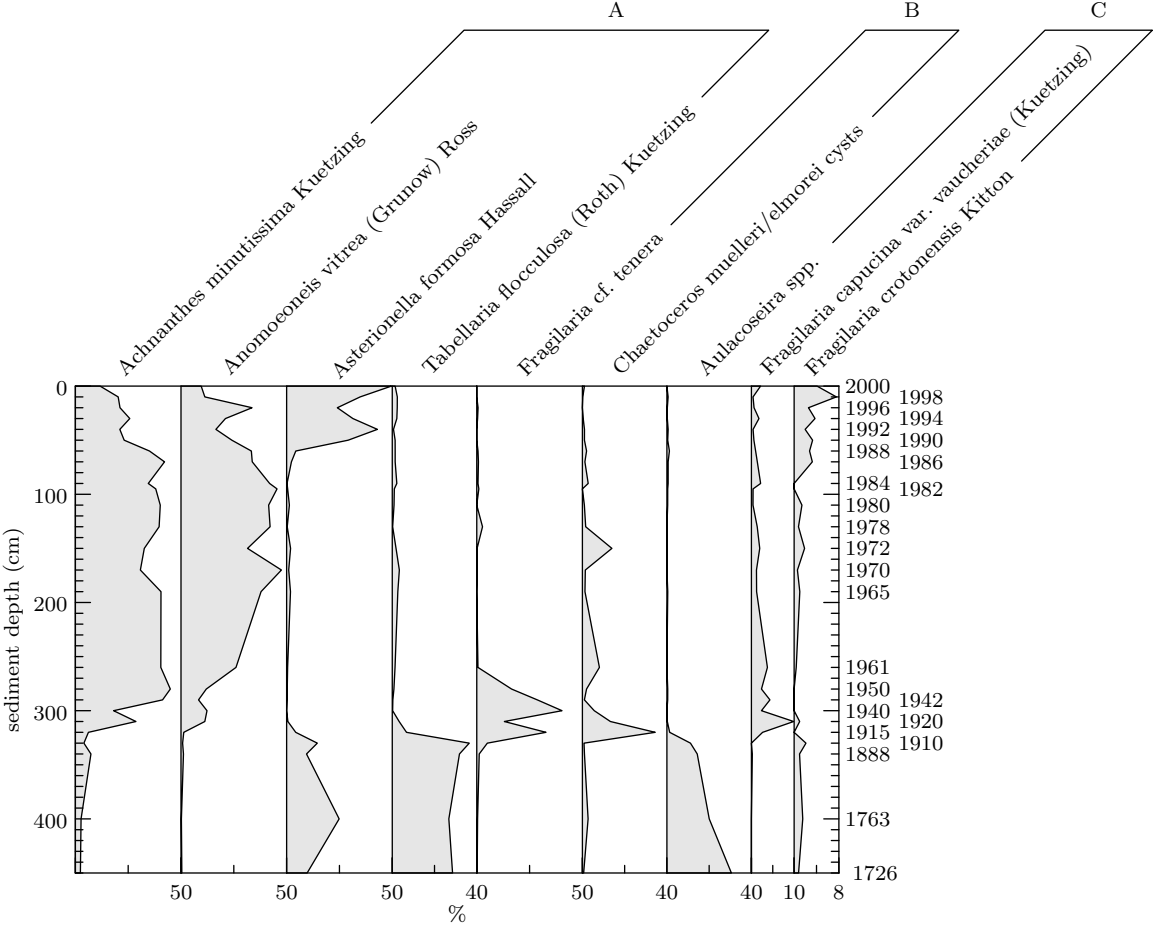 A
B
C
Achnanthes minutissima Kuetzing
Anomoeoneis vitrea (Grunow) Ross
Asterionella formosa Hassall
Tabellaria flocculosa (Roth) Kuetzing
Fragilaria cf. tenera
Chaetoceros muelleri/elmorei cysts
Aulacoseira spp.
Fragilaria capucina var. vaucheriae (Kuetzing)
Fragilaria crotonensis Kitton
sediment depth (cm)
0
100
200
300
400
2000
1998
1996
1994
1992
1990
1988
1986
1984
1982
1980
1978
1972
1970
1965
1961
1950
1942
1940
1920
1915
1910
1888
1763
1726
50 50 50 40 50 40 40 10 8
%